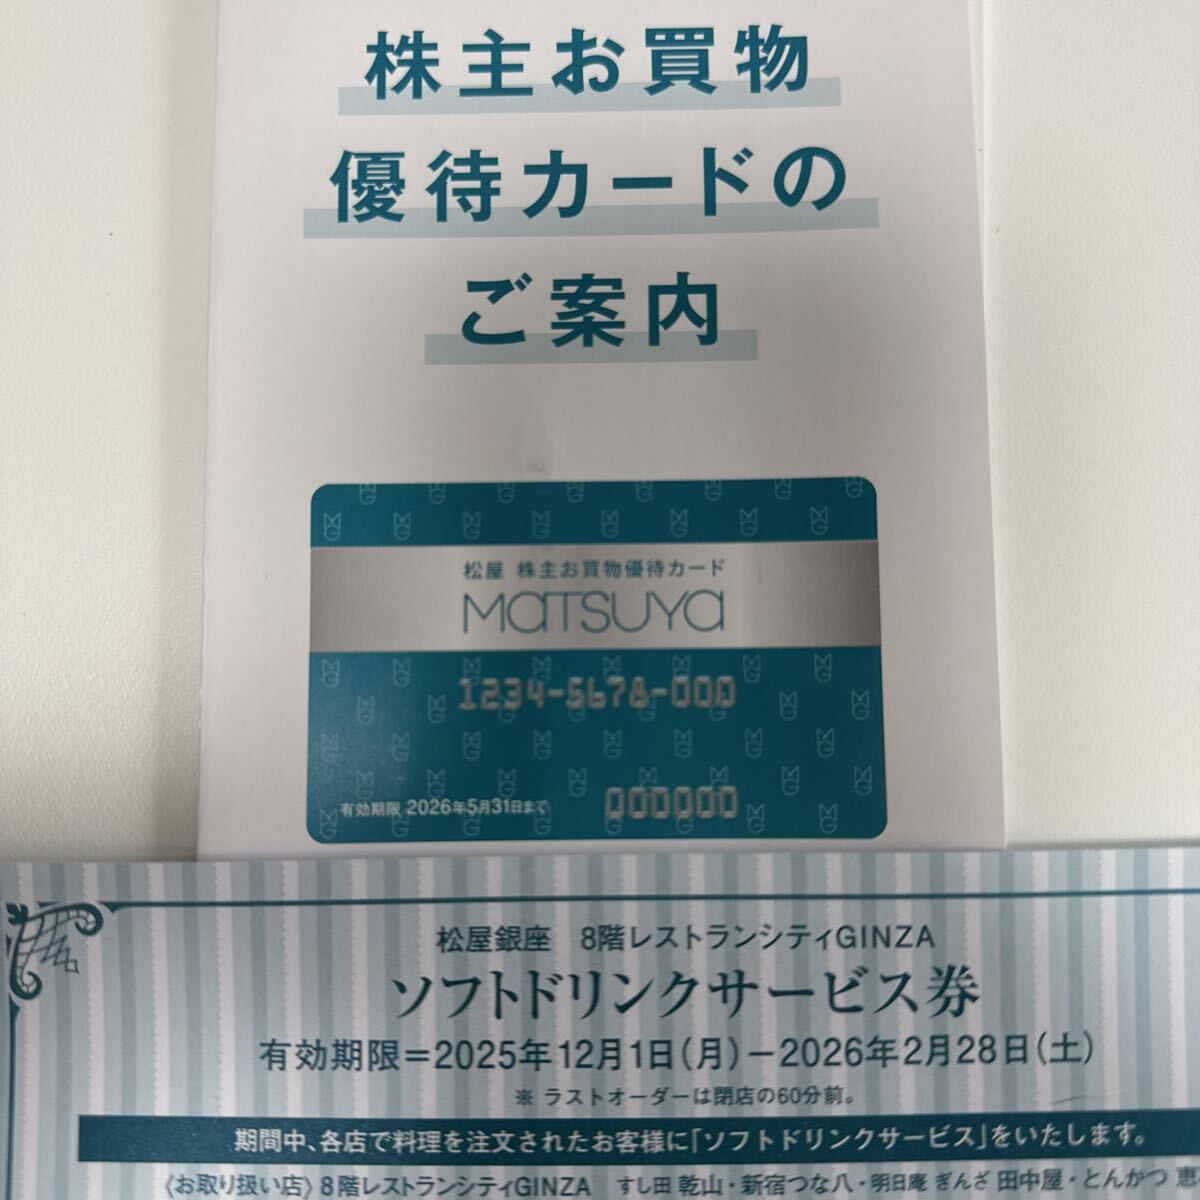 株主お買物
優待カードの
ご案内
松屋 株主お買物優待カード
MATSUYA
1234-5678-000
有効期限 2026年5月31日まで
000000
松屋銀座 8階レストランシティGINZA
ソフトドリンクサービス券
有効期限=2025年12月1日(月)-2026年2月28日(土)
※ ラストオーダーは閉店の60分前。
期間中、各店で料理を注文されたお客様に「ソフトドリンクサービス」をいたします。
〈お取り扱い店〉8階レストランシティGINZA すし田 乾山・新宿つな八・明日庵 ぎんざ 田中屋・とんかつ 恵